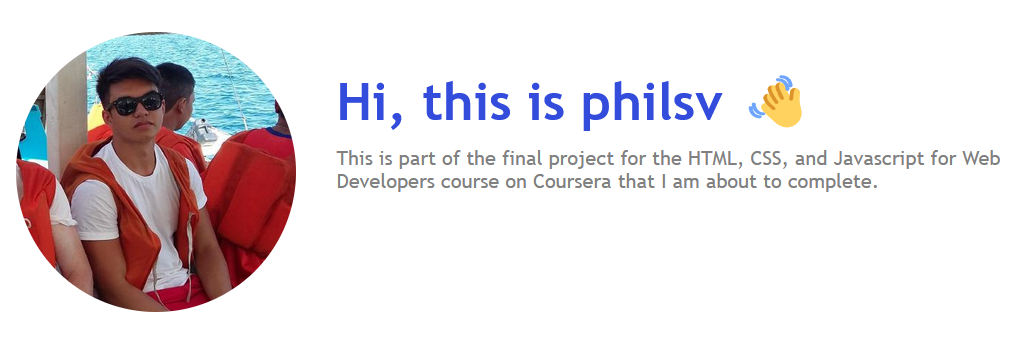 Hi, this is philsv 👋
This is part of the final project for the HTML, CSS, and Javascript for Web
Developers course on Coursera that I am about to complete.